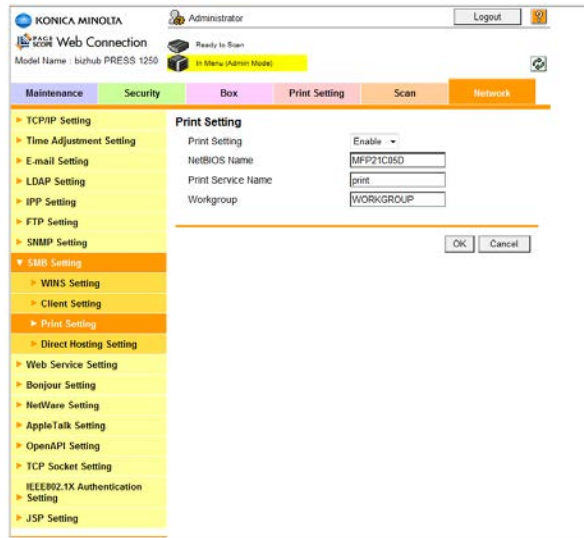 KONICA MINOLTA
Administrator
Logout
?
PAGE SCOPE Web Connection
Ready to Scan
Model Name : bizhub PRESS 1250
In Menu (Admin Mode)
Maintenance Security Box Print Setting Scan Network
TCP/IP Setting
Time Adjustment Setting
E-mail Setting
LDAP Setting
IPP Setting
FTP Setting
SNMP Setting
SMB Setting
WINS Setting
Client Setting
Print Setting
Direct Hosting Setting
Web Service Setting
Bonjour Setting
NetWare Setting
AppleTalk Setting
OpenAPI Setting
TCP Socket Setting
IEEE802.1X Authentication
Setting
JSP Setting
Print Setting
Print Setting Enable
NetBIOS Name MFP21C05D
Print Service Name print
Workgroup WORKGROUP
OK Cancel